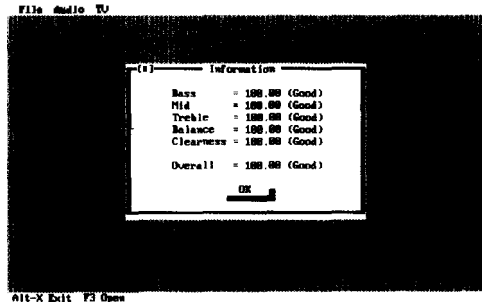 File Audio TV
[■] Information
Bass = 100.00 (Good)
Mid = 100.00 (Good)
Treble = 100.00 (Good)
Balance = 100.00 (Good)
Clearness = 100.00 (Good)
Overall = 100.00 (Good)
OK
Alt-X Exit F3 Open